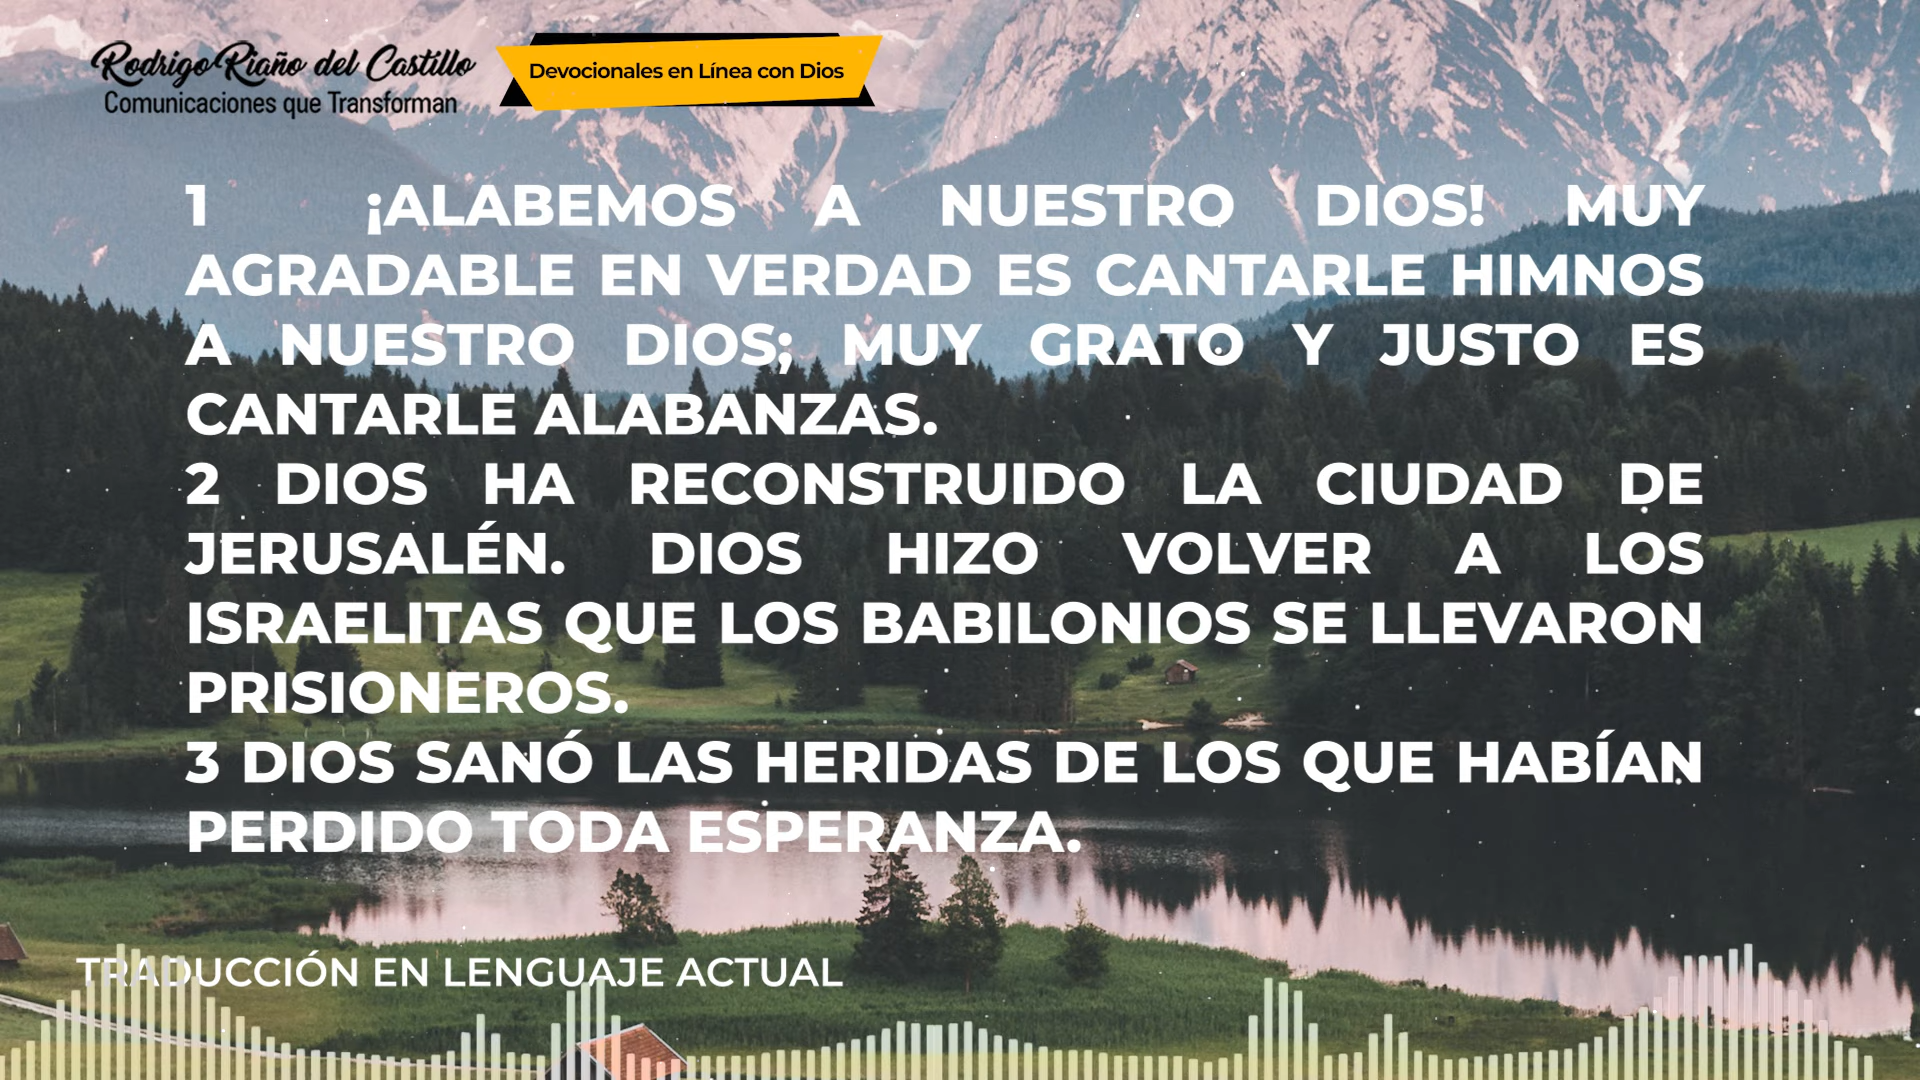 Rodrigo Riaño del Castillo
Comunicaciones que Transforman
Devocionales en Línea con Dios
1 ¡ALABEMOS A NUESTRO DIOS! MUY
AGRADABLE EN VERDAD ES CANTARLE HIMNOS
A NUESTRO DIOS; MUY GRATO Y JUSTO ES
CANTARLE ALABANZAS.
2 DIOS HA RECONSTRUIDO LA CIUDAD DE
JERUSALÉN. DIOS HIZO VOLVER A LOS
ISRAELITAS QUE LOS BABILONIOS SE LLEVARON
PRISIONEROS.
3 DIOS SANÓ LAS HERIDAS DE LOS QUE HABÍAN
PERDIDO TODA ESPERANZA.
TRADUCCIÓN EN LENGUAJE ACTUAL